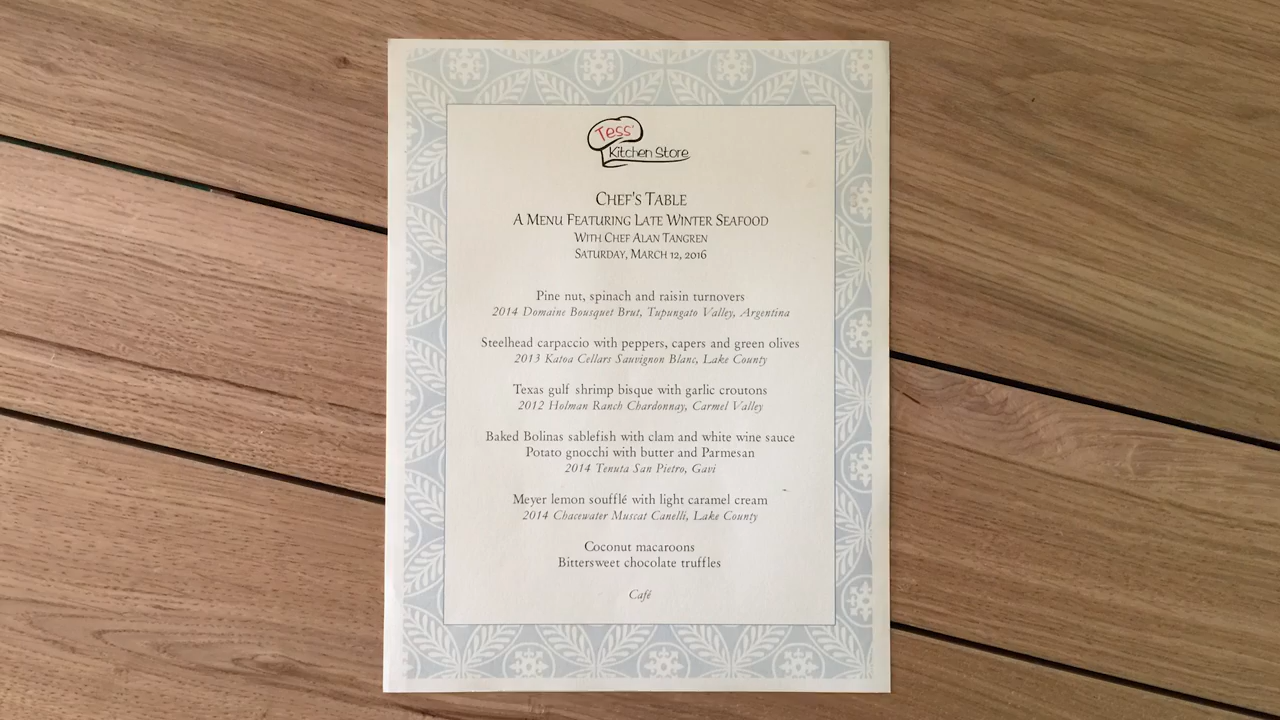 Tess'
Kitchen Store
Chef's Table
A Menu Featuring Late Winter Seafood
With Chef Alan Tangren
Saturday, March 12, 2016
Pine nut, spinach and raisin turnovers
2014 Domaine Bousquet Brut, Tupungato Valley, Argentina
Steelhead carpaccio with peppers, capers and green olives
2013 Katoa Cellars Sauvignon Blanc, Lake County
Texas gulf shrimp bisque with garlic croutons
2012 Holman Ranch Chardonnay, Carmel Valley
Baked Bolinas sablefish with clam and white wine sauce
Potato gnocchi with butter and Parmesan
2014 Tenuta San Pietro, Gavi
Meyer lemon soufflé with light caramel cream
2014 Chacewater Muscat Canelli, Lake County
Coconut macaroons
Bittersweet chocolate truffles
Café